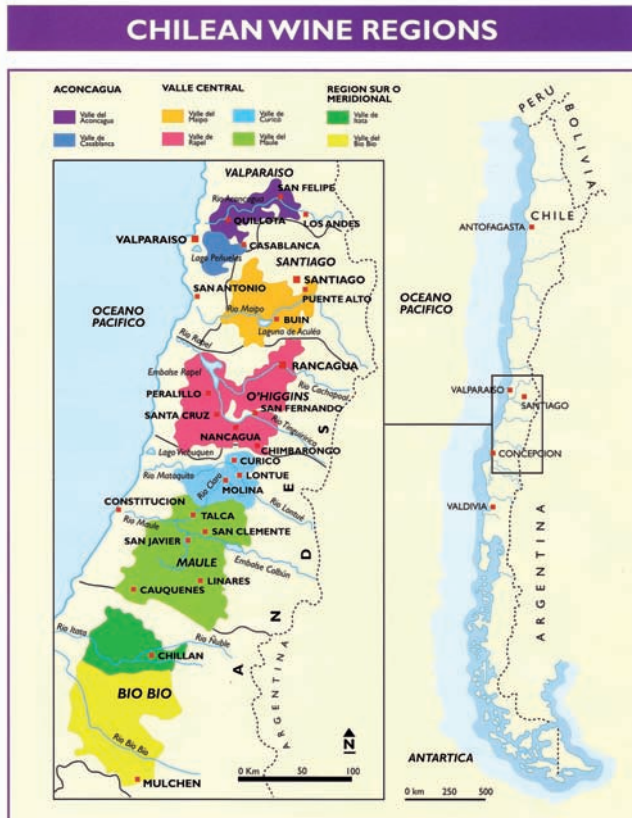 CHILEAN WINE REGIONS
ACONCAGUA
VALLE CENTRAL
REGION SUR O
MERIDIONAL
Valle del
Aconcagua
Valle de
Casablanca
Valle del
Maipo
Valle de
Rapel
Valle de
Curicó
Valle del
Maule
Valle de
Itata
Valle del
Bio Bio
VALPARAISO
SAN FELIPE
Rio Aconcagua
QUILLOTA
LOS ANDES
VALPARAISO
CASABLANCA
Lago Peñueles
SANTIAGO
SANTIAGO
SAN ANTONIO
PUENTE ALTO
OCEANO
PACIFICO
Rio Maipo
BUIN
Laguna de Aculéa
Rio Rapel
RANCAGUA
Embalse Rapel
Rio Cachapoal
PERALILLO
O'HIGGINS
SANTA CRUZ
SAN FERNANDO
Rio Tinguiririca
NANCAGUA
Lago Vichuquen
CHIMBARONGO
CURICO
Rio Mataquito
Rio Claro
LONTUE
MOLINA
CONSTITUCION
Rio Lontué
TALCA
Rio Maule
SAN CLEMENTE
SAN JAVIER
Embalse Colbún
MAULE
LINARES
CAUQUENES
Rio Itata
Rio Ñuble
CHILLAN
BIO BIO
Rio Bio Bio
MULCHEN
ANDES
ARGENTINA
N
0 Km 50 100
PERU
BOLIVIA
CHILE
ANTOFAGASTA
OCEANO
PACIFICO
VALPARAISO
SANTIAGO
CONCEPCION
VALDIVIA
ARGENTINA
ANTARTICA
0 km 250 500